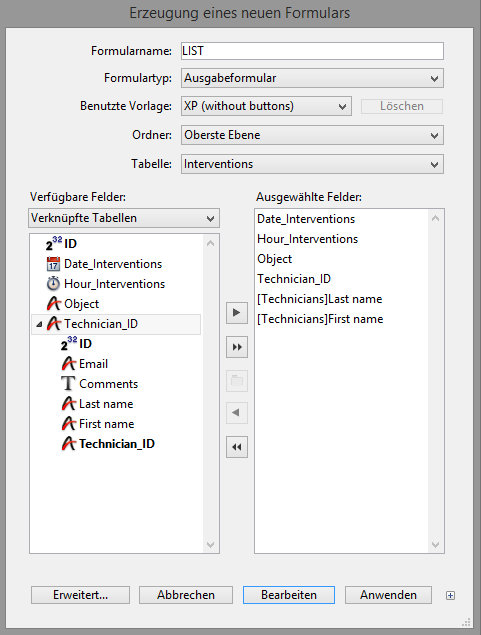 Erzeugung eines neuen Formulars
Formularname: LIST
Formulartyp: Ausgabeformular
Benutzte Vorlage: XP (without buttons) Löschen
Ordner: Oberste Ebene
Tabelle: Interventions
Verfügbare Felder:
Verknüpfte Tabellen
2^32 ID
17 Date_Interventions
Hour_Interventions
Object
Technician_ID
2^32 ID
Email
T Comments
Last name
First name
Technician_ID
Ausgewählte Felder:
Date_Interventions
Hour_Interventions
Object
Technician_ID
[Technicians]Last name
[Technicians]First name
Erweitert... Abbrechen Bearbeiten Anwenden